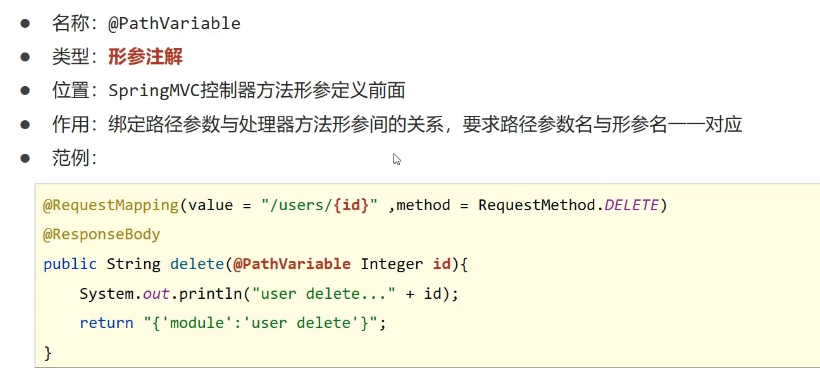 ● 名称：@PathVariable
● 类型：形参注解
● 位置：SpringMVC控制器方法形参定义前面
● 作用：绑定路径参数与处理器方法形参间的关系，要求路径参数名与形参名一一对应
● 范例：
@RequestMapping(value = "/users/{id}" ,method = RequestMethod.DELETE)
@ResponseBody
public String delete(@PathVariable Integer id){
    System.out.println("user delete..." + id);
    return "{'module':'user delete'}";
}